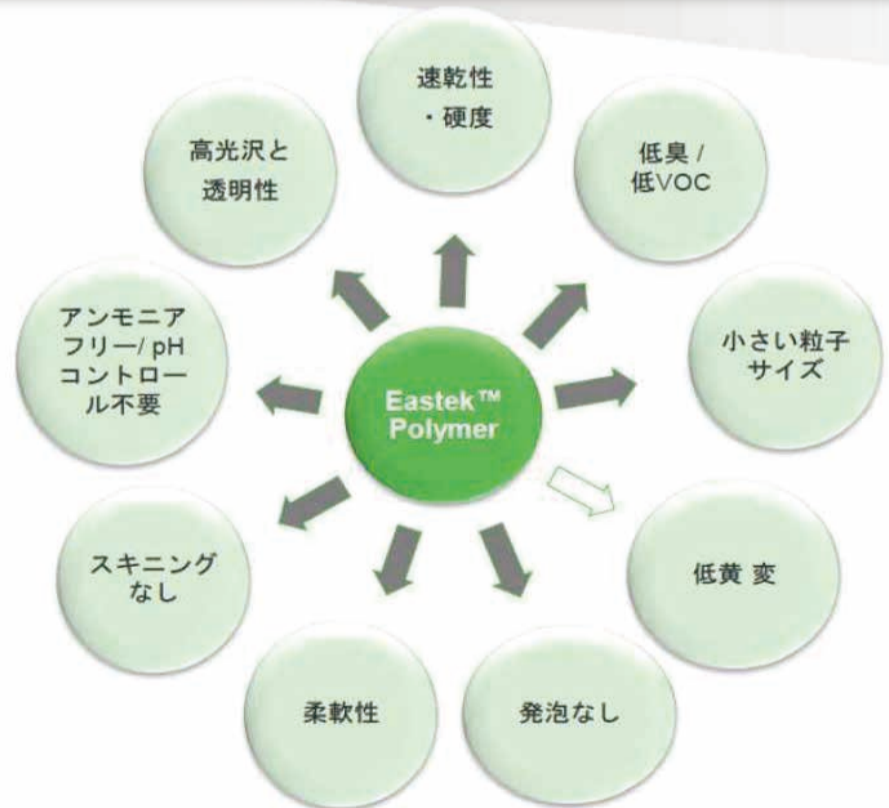 速乾性
・硬度
高光沢と
透明性
低臭 /
低VOC
アンモニア
フリー/ pH
コントロー
ル不要
小さい粒子
サイズ
Eastek™
Polymer
スキニング
なし
低黄 変
柔軟性
発泡なし